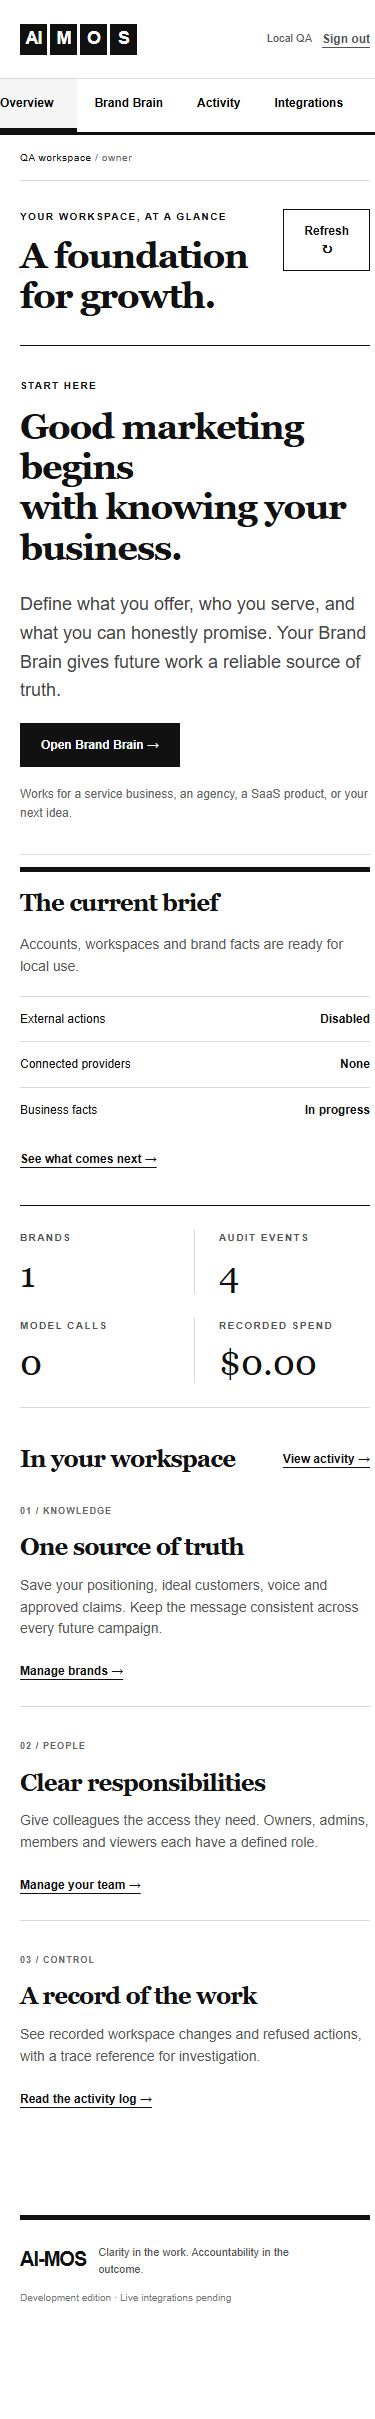 AI M O S
Local QA Sign out
Overview Brand Brain Activity Integrations
QA workspace / owner
YOUR WORKSPACE, AT A GLANCE
A foundation
for growth.
Refresh
↻
START HERE
Good marketing
begins
with knowing your
business.
Define what you offer, who you serve, and
what you can honestly promise. Your Brand
Brain gives future work a reliable source of
truth.
Open Brand Brain →
Works for a service business, an agency, a SaaS product, or your
next idea.
The current brief
Accounts, workspaces and brand facts are ready for
local use.
External actions Disabled
Connected providers None
Business facts In progress
See what comes next →
BRANDS AUDIT EVENTS
1 4
MODEL CALLS RECORDED SPEND
0 $0.00
In your workspace View activity →
01 / KNOWLEDGE
One source of truth
Save your positioning, ideal customers, voice and
approved claims. Keep the message consistent across
every future campaign.
Manage brands →
02 / PEOPLE
Clear responsibilities
Give colleagues the access they need. Owners, admins,
members and viewers each have a defined role.
Manage your team →
03 / CONTROL
A record of the work
See recorded workspace changes and refused actions,
with a trace reference for investigation.
Read the activity log →
AI-MOS Clarity in the work. Accountability in the
outcome.
Development edition · Live integrations pending